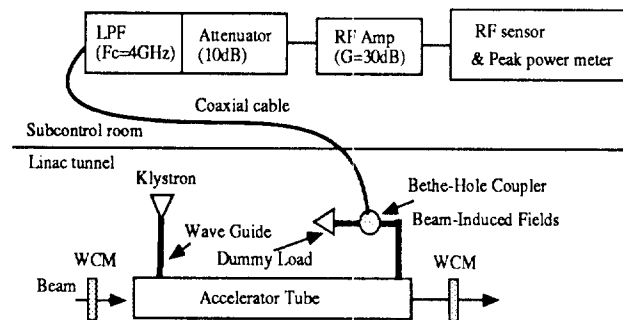 LPF
(Fc=4GHz)
Attenuator
(10dB)
RF Amp
(G=30dB)
RF sensor
& Peak power meter
Coaxial cable
Subcontrol room
Linac tunnel
Klystron
Bethe-Hole Coupler
Wave Guide
Dummy Load
Beam-Induced Fields
WCM
WCM
Beam
Accelerator Tube